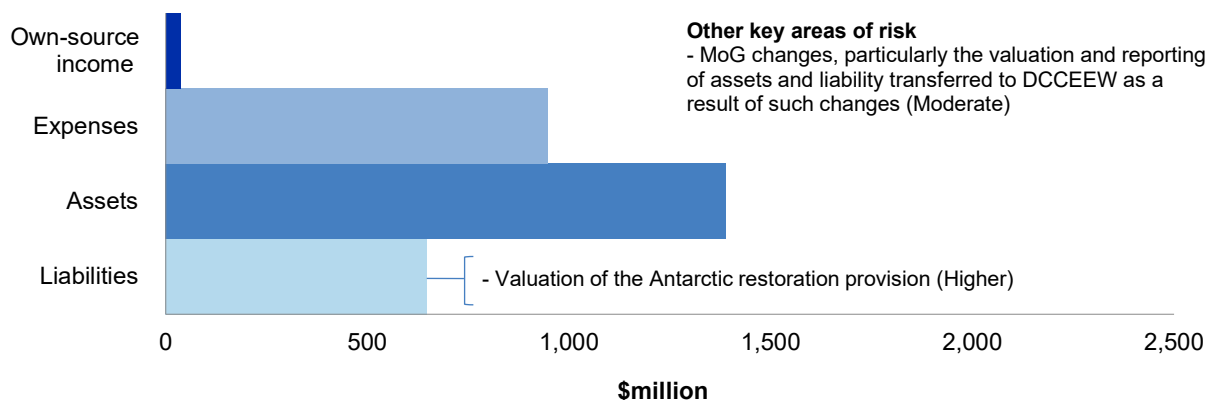 Own-source
income
Expenses
Assets
Liabilities
Other key areas of risk
- MoG changes, particularly the valuation and reporting
of assets and liability transferred to DCCEEW as a
result of such changes (Moderate)
- Valuation of the Antarctic restoration provision (Higher)
0 500 1,000 1,500 2,000 2,500
$million